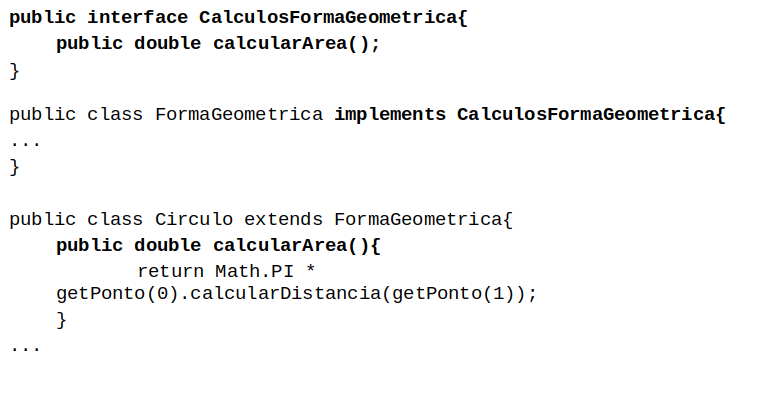 public interface CalculosFormaGeometrica{
public double calcularArea();
}
public class FormaGeometrica implements CalculosFormaGeometrica{
...
}
public class Circulo extends FormaGeometrica{
public double calcularArea(){
return Math.PI *
getPonto(0).calcularDistancia(getPonto(1));
}
...